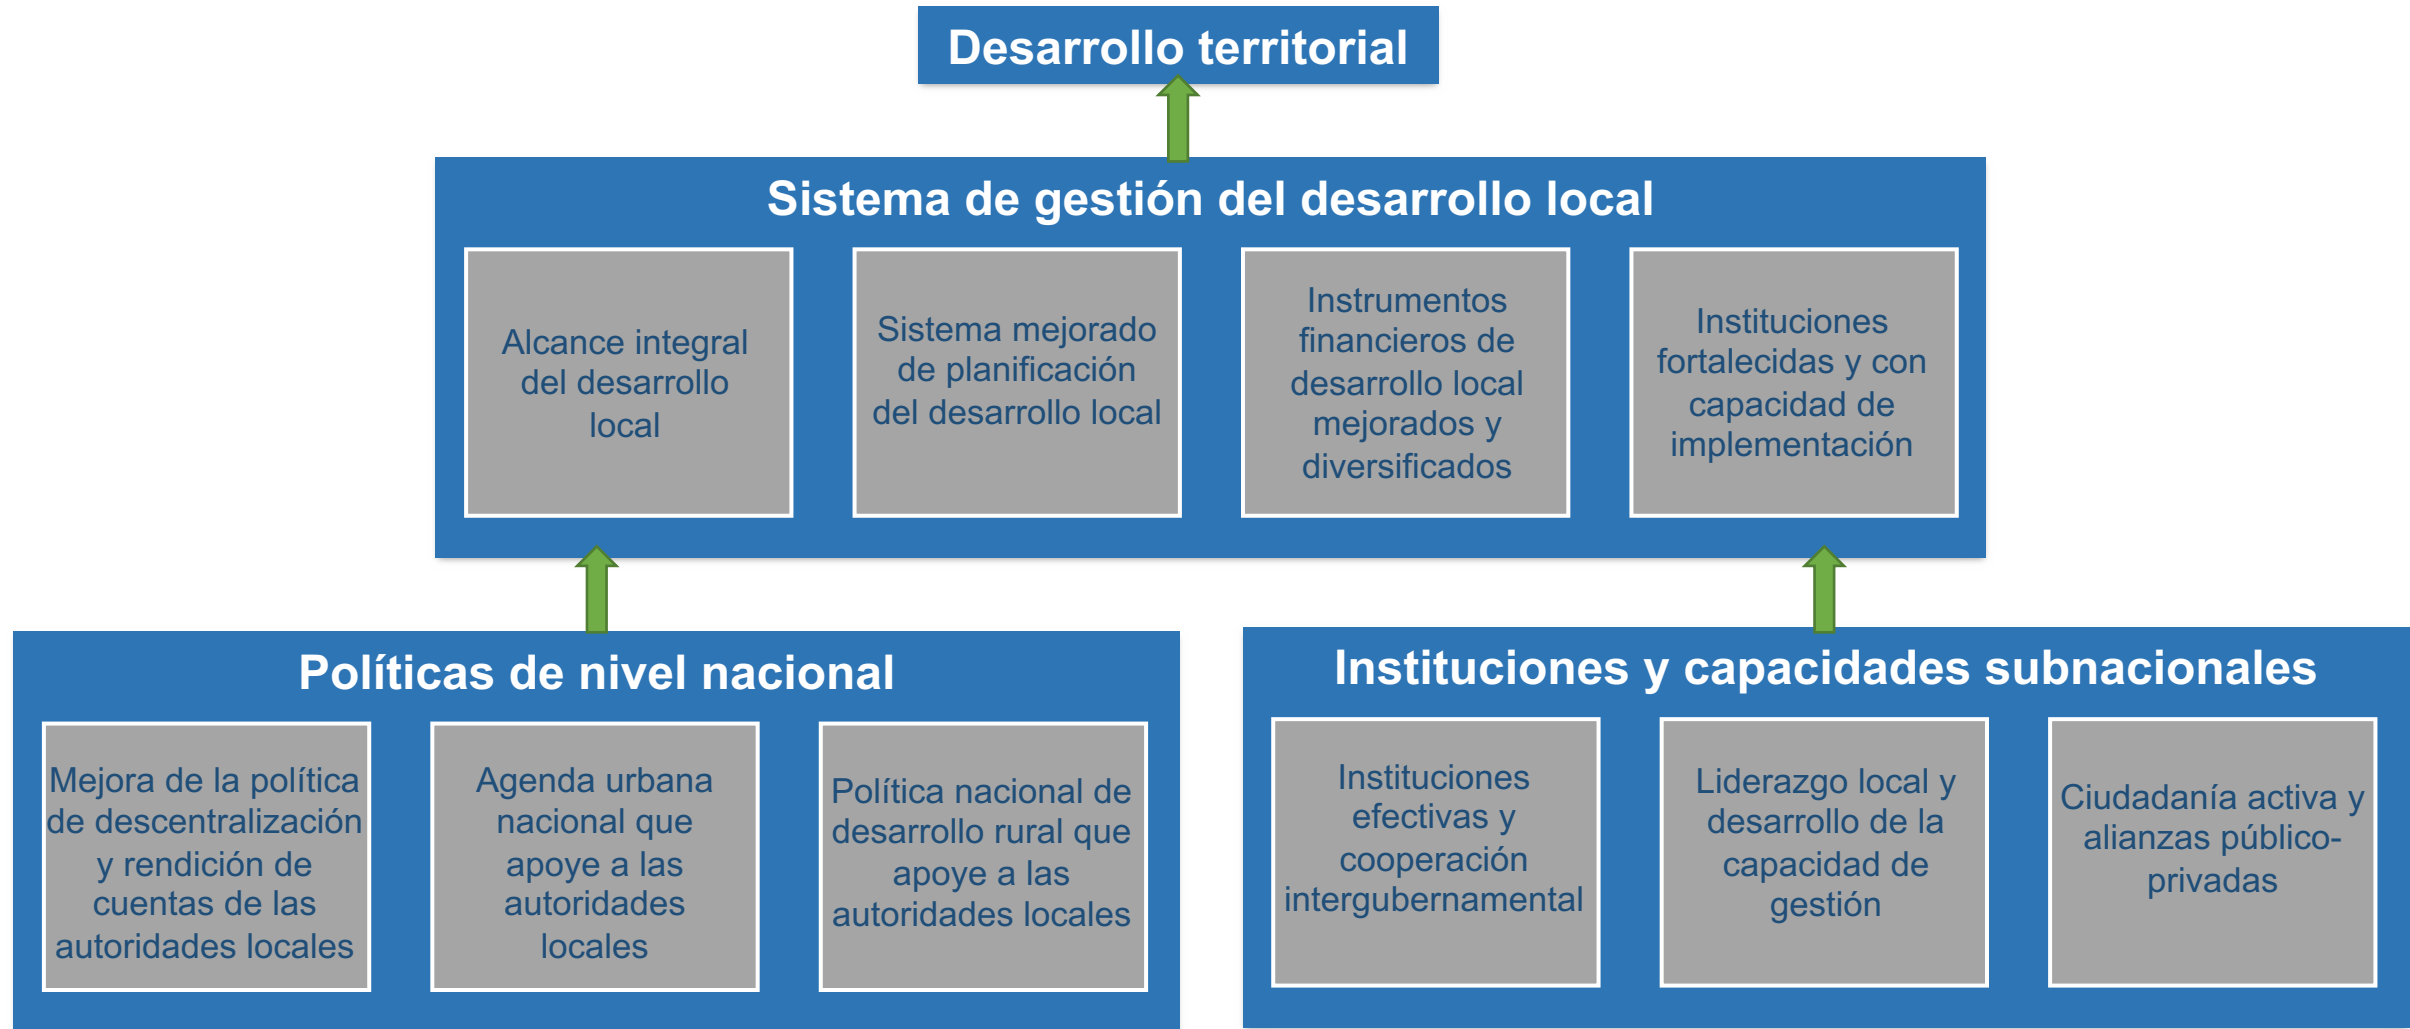 Desarrollo territorial
Sistema de gestión del desarrollo local
Alcance integral
del desarrollo
local
Sistema mejorado
de planificación
del desarrollo local
Instrumentos
financieros de
desarrollo local
mejorados y
diversificados
Instituciones
fortalecidas y con
capacidad de
implementación
Políticas de nivel nacional
Mejora de la política
de descentralización
y rendición de
cuentas de las
autoridades locales
Agenda urbana
nacional que
apoye a las
autoridades
locales
Política nacional de
desarrollo rural que
apoye a las
autoridades locales
Instituciones y capacidades subnacionales
Instituciones
efectivas y
cooperación
intergubernamental
Liderazgo local y
desarrollo de la
capacidad de
gestión
Ciudadanía activa y
alianzas público-
privadas